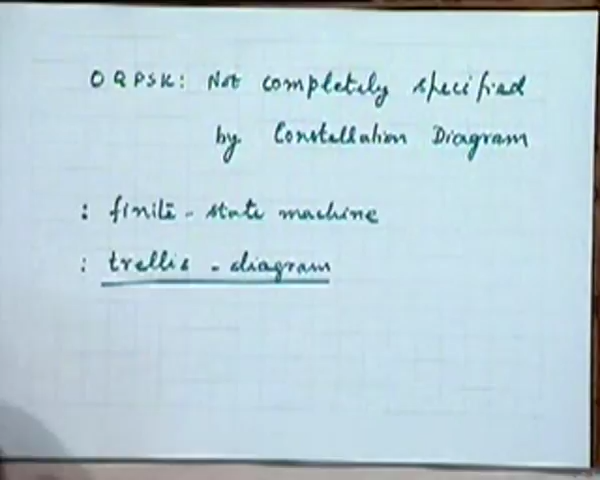 OQPSK: Not completely specified
by Constellation Diagram
: finite - state machine
: trellis - diagram